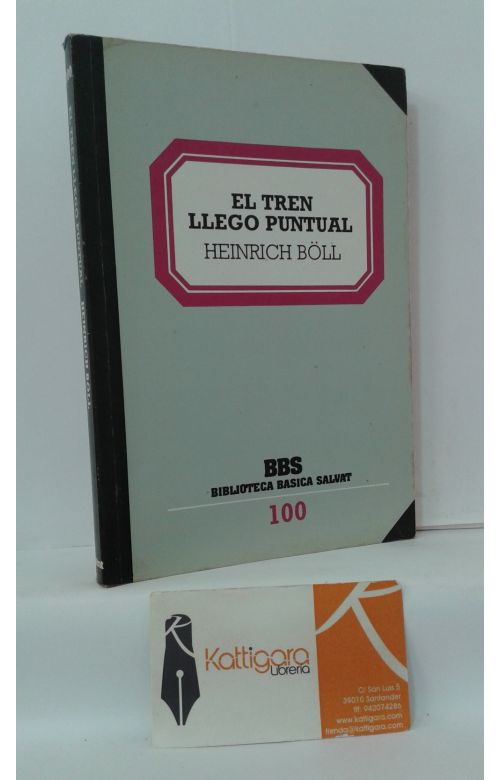 EL TREN
LLEGO PUNTUAL
HEINRICH BÖLL
BBS
BIBLIOTECA BASICA SALVAT
100
Kattigara
Librería
C/ San Luis 5
39010 Santander
tlf: 942074286
www.kattigara.com
tienda@kattigara.com